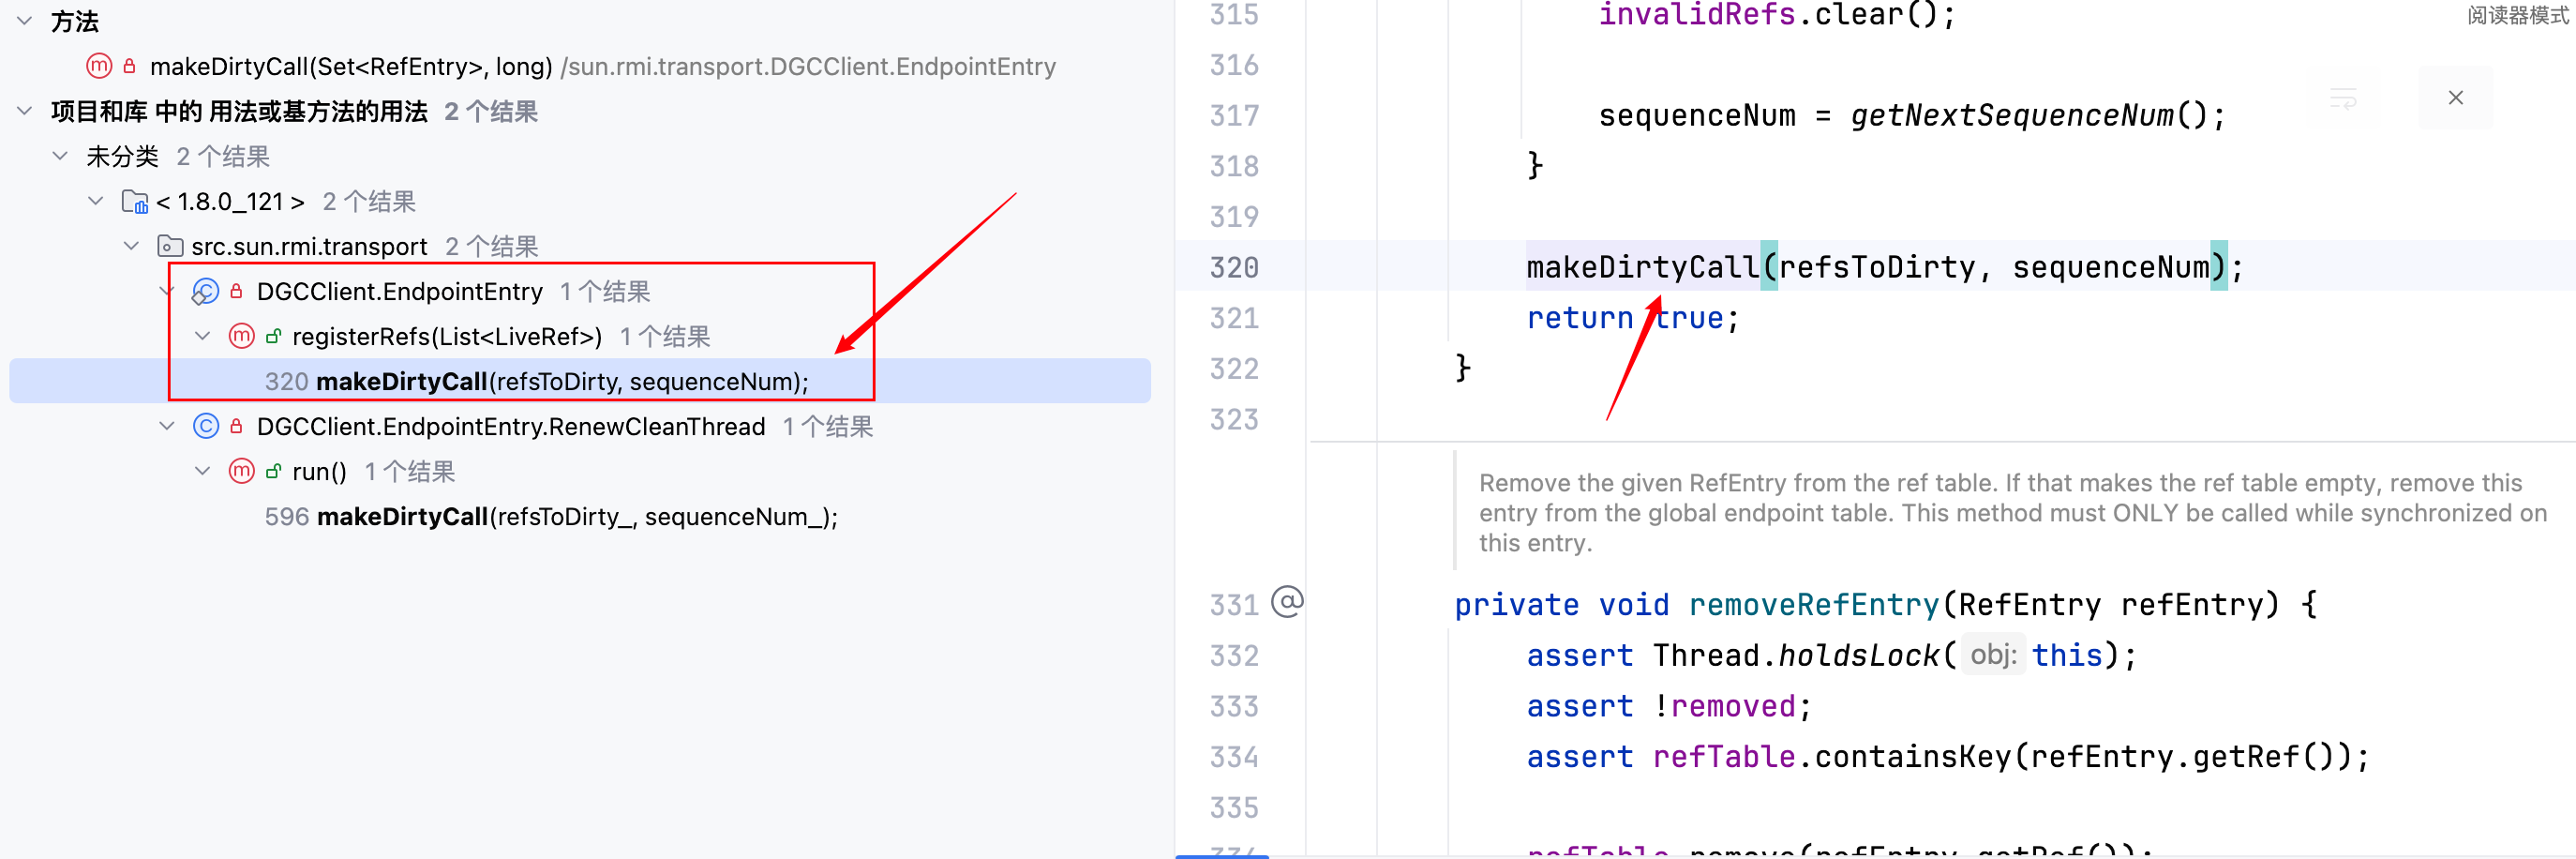 方法
makeDirtyCall(Set<RefEntry>, long) /sun.rmi.transport.DGCClient.EndpointEntry
项目和库 中的 用法或基方法的用法 2 个结果
未分类 2 个结果
< 1.8.0_121 > 2 个结果
src.sun.rmi.transport 2 个结果
DGCClient.EndpointEntry 1 个结果
registerRefs(List<LiveRef>) 1 个结果
320 makeDirtyCall(refsToDirty, sequenceNum);
DGCClient.EndpointEntry.RenewCleanThread 1 个结果
run() 1 个结果
596 makeDirtyCall(refsToDirty_, sequenceNum_);
阅读器模式
315 invalidRefs.clear();
316
317 sequenceNum = getNextSequenceNum();
318 }
319
320 makeDirtyCall(refsToDirty, sequenceNum);
321 return true;
322 }
323
Remove the given RefEntry from the ref table. If that makes the ref table empty, remove this
entry from the global endpoint table. This method must ONLY be called while synchronized on
this entry.
331 @ private void removeRefEntry(RefEntry refEntry) {
332 assert Thread.holdsLock( obj: this);
333 assert !removed;
334 assert refTable.containsKey(refEntry.getRef());
335
refTable.remove(refEntry.getRef());